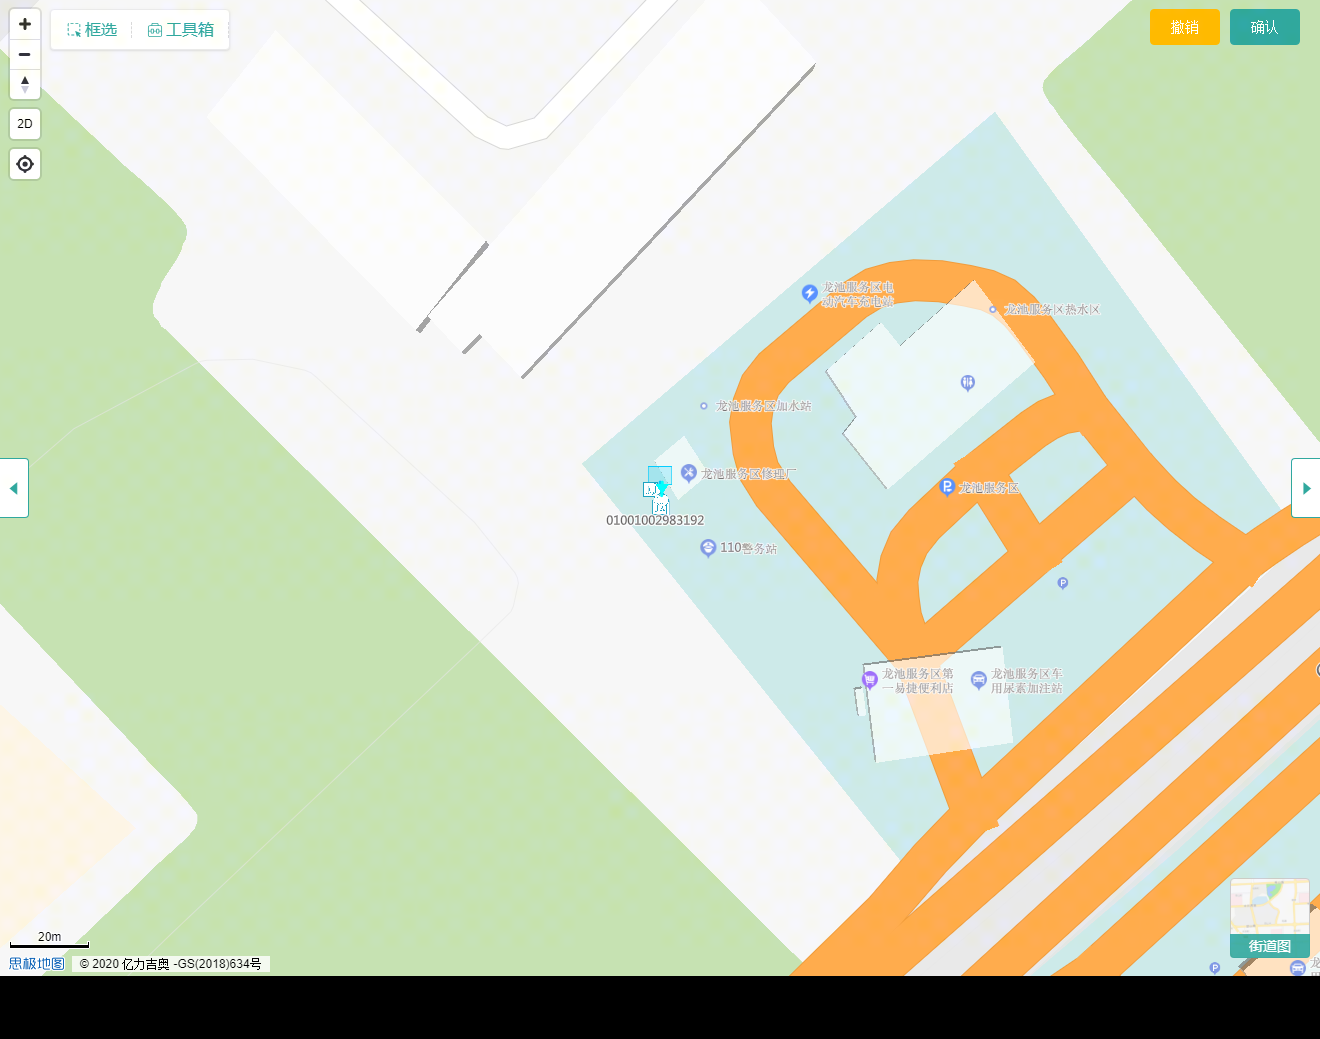 框选
工具箱
撤销
确认
2D
龙池服务区电
动汽车充电站
龙池服务区热水区
龙池服务区加水站
龙池服务区修理厂
龙池服务区
01001002983192
110警务站
龙池服务区第
一易捷便利店
龙池服务区车
用尿素加注站
街道图
20m
思极地图
© 2020 亿力吉奥 -GS(2018)634号